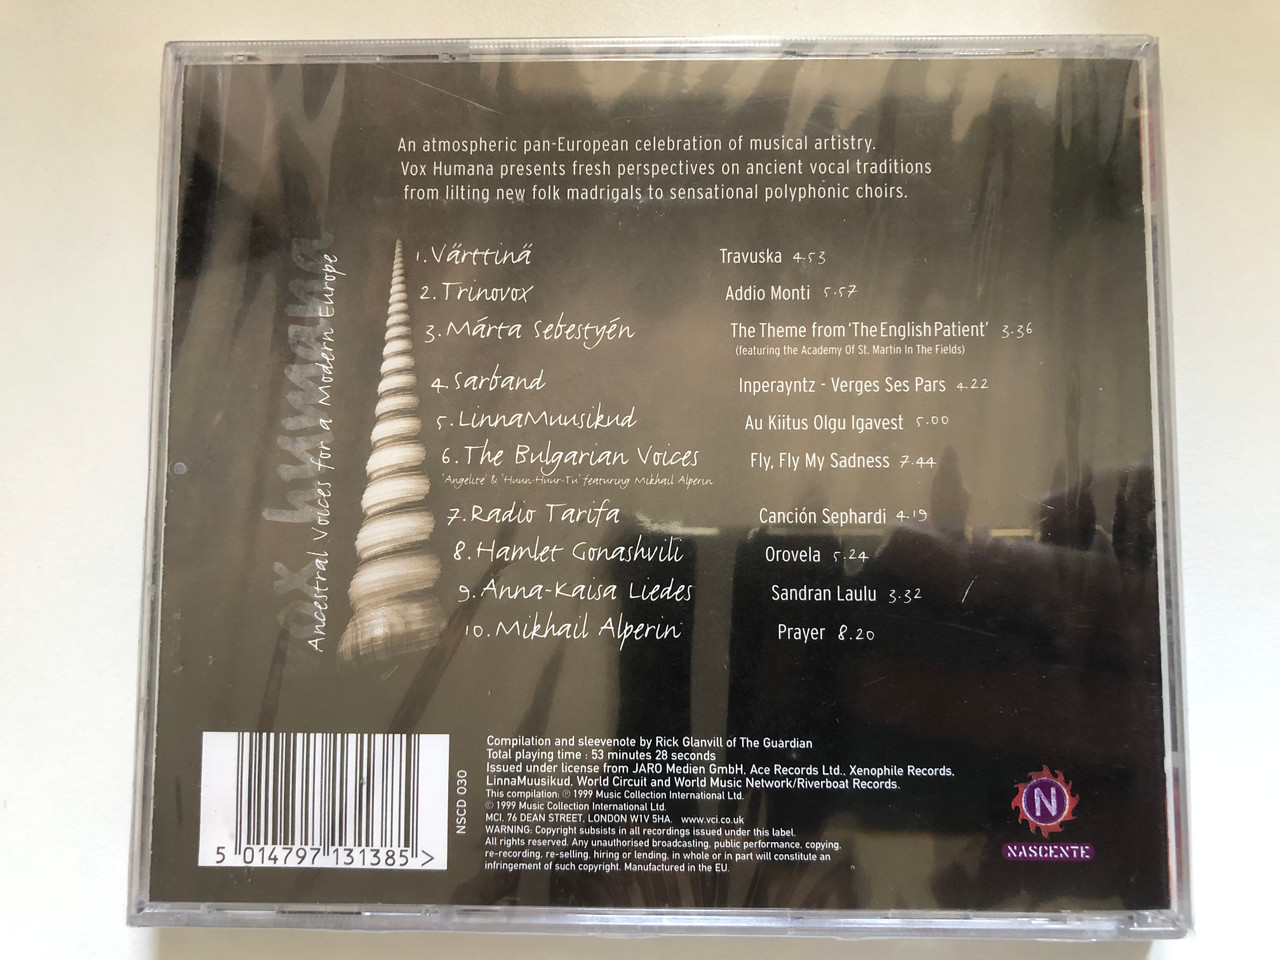 An atmospheric pan-European celebration of musical artistry.
Vox Humana presents fresh perspectives on ancient vocal traditions
from lilting new folk madrigals to sensational polyphonic choirs.
vox humana
Ancestral Voices for a Modern Europe
1. Värttinä Travuska 4.53
2. Trinovox Addio Monti 5.57
3. Márta Sebestyén The Theme from 'The English Patient' 3.36
(featuring the Academy Of St. Martin In The Fields)
4. Sarband Inperayntz - Verges Ses Pars 4.22
5. LinnaMuusikud Au Kiitus Olgu Igavest 5.00
6. The Bulgarian Voices Fly, Fly My Sadness 7.44
'Angelite' & 'Huun-Huur-Tu' featuring Mikhail Alperin
7. Radio Tarifa Canción Sephardi 4.19
8. Hamlet Gonashvili Orovela 5.24
9. Anna-Kaisa Liedes Sandran Laulu 3.32
10. Mikhail Alperin Prayer 8.20
5 014797 131385 >
NSCD 030
Compilation and sleevenote by Rick Glanvill of The Guardian
Total playing time : 53 minutes 28 seconds
Issued under license from JARO Medien GmbH, Ace Records Ltd., Xenophile Records,
LinnaMuusikud, World Circuit and World Music Network/Riverboat Records.
This compilation: ℗ 1999 Music Collection International Ltd.
© 1999 Music Collection International Ltd.
MCI, 76 DEAN STREET, LONDON W1V 5HA. www.vci.co.uk
WARNING: Copyright subsists in all recordings issued under this label.
All rights reserved. Any unauthorised broadcasting, public performance, copying,
re-recording, re-selling, hiring or lending, in whole or in part will constitute an
infringement of such copyright. Manufactured in the EU.
N
NASCENTE